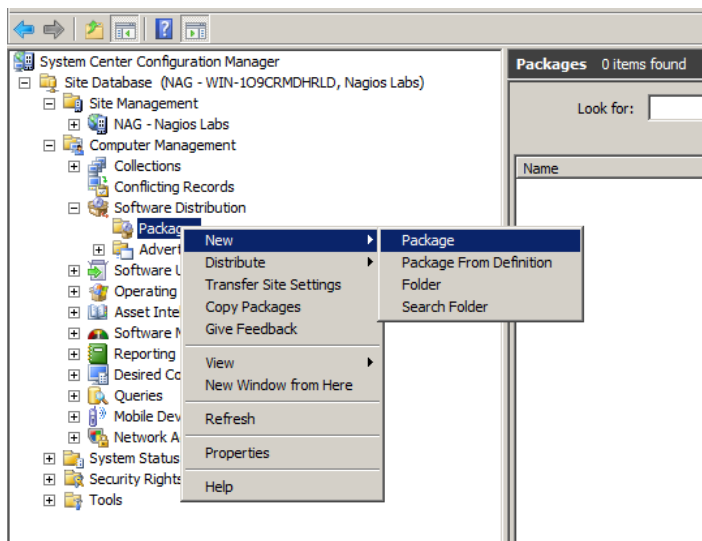 System Center Configuration Manager
Site Database (NAG - WIN-1O9CRMDHRLD, Nagios Labs)
Site Management
NAG - Nagios Labs
Computer Management
Collections
Conflicting Records
Software Distribution
Packag
Advert
Software U
Operating
Asset Inte
Software M
Reporting
Desired Co
Queries
Mobile Dev
Network A
System Status
Security Rights
Tools
New
Distribute
Transfer Site Settings
Copy Packages
Give Feedback
View
New Window from Here
Refresh
Properties
Help
Package
Package From Definition
Folder
Search Folder
Packages 0 items found
Look for:
Name